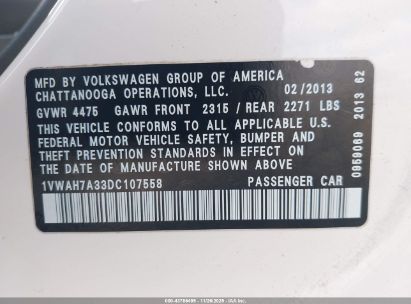 MFD BY VOLKSWAGEN GROUP OF AMERICA
CHATTANOOGA OPERATIONS, LLC. 02/2013
GVWR 4475 GAWR FRONT 2315 / REAR 2271 LBS
THIS VEHICLE CONFORMS TO ALL APPLICABLE U.S.
FEDERAL MOTOR VEHICLE SAFETY, BUMPER AND
THEFT PREVENTION STANDARDS IN EFFECT ON
THE DATE OF MANUFACTURE SHOWN ABOVE
1VWAH7A33DC107558 PASSENGER CAR
0959069 2013 62